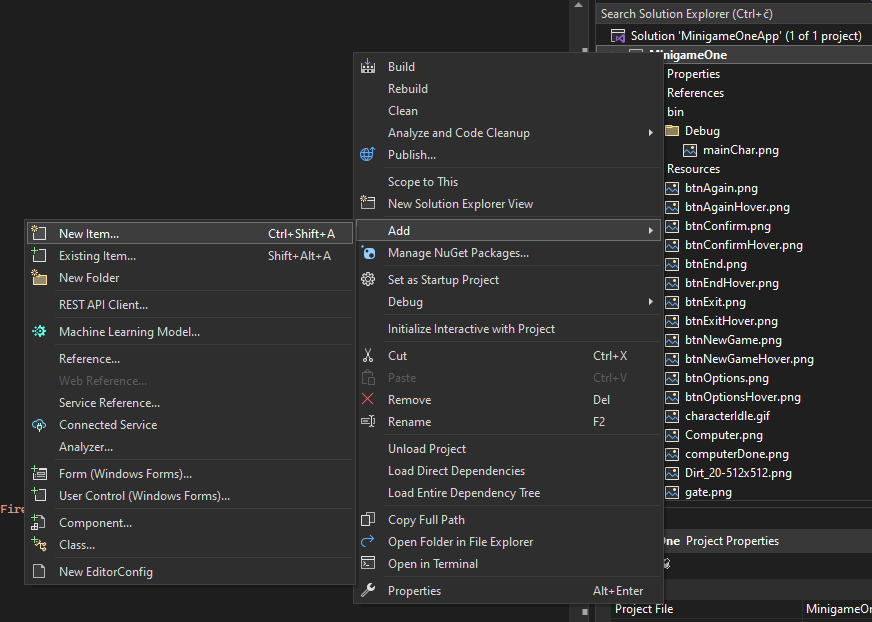 Search Solution Explorer (Ctrl+č)
Solution 'MinigameOneApp' (1 of 1 project)
MinigameOne
Properties
References
bin
Debug
mainChar.png
Resources
btnAgain.png
btnAgainHover.png
btnConfirm.png
btnConfirmHover.png
btnEnd.png
btnEndHover.png
btnExit.png
btnExitHover.png
btnNewGame.png
btnNewGameHover.png
btnOptions.png
btnOptionsHover.png
characterIdle.gif
Computer.png
computerDone.png
Dirt_20-512x512.png
gate.png
Build
Rebuild
Clean
Analyze and Code Cleanup
Publish...
Scope to This
New Solution Explorer View
Add
Manage NuGet Packages...
Set as Startup Project
Debug
Initialize Interactive with Project
Cut Ctrl+X
Paste Ctrl+V
Remove Del
Rename F2
Unload Project
Load Direct Dependencies
Load Entire Dependency Tree
Copy Full Path
Open Folder in File Explorer
Open in Terminal
Properties Alt+Enter
New Item... Ctrl+Shift+A
Existing Item... Shift+Alt+A
New Folder
REST API Client...
Machine Learning Model...
Reference...
Web Reference...
Service Reference...
Connected Service
Analyzer...
Form (Windows Forms)...
User Control (Windows Forms)...
Component...
Class...
New EditorConfig
Fire
One Project Properties
Project File MinigameOn